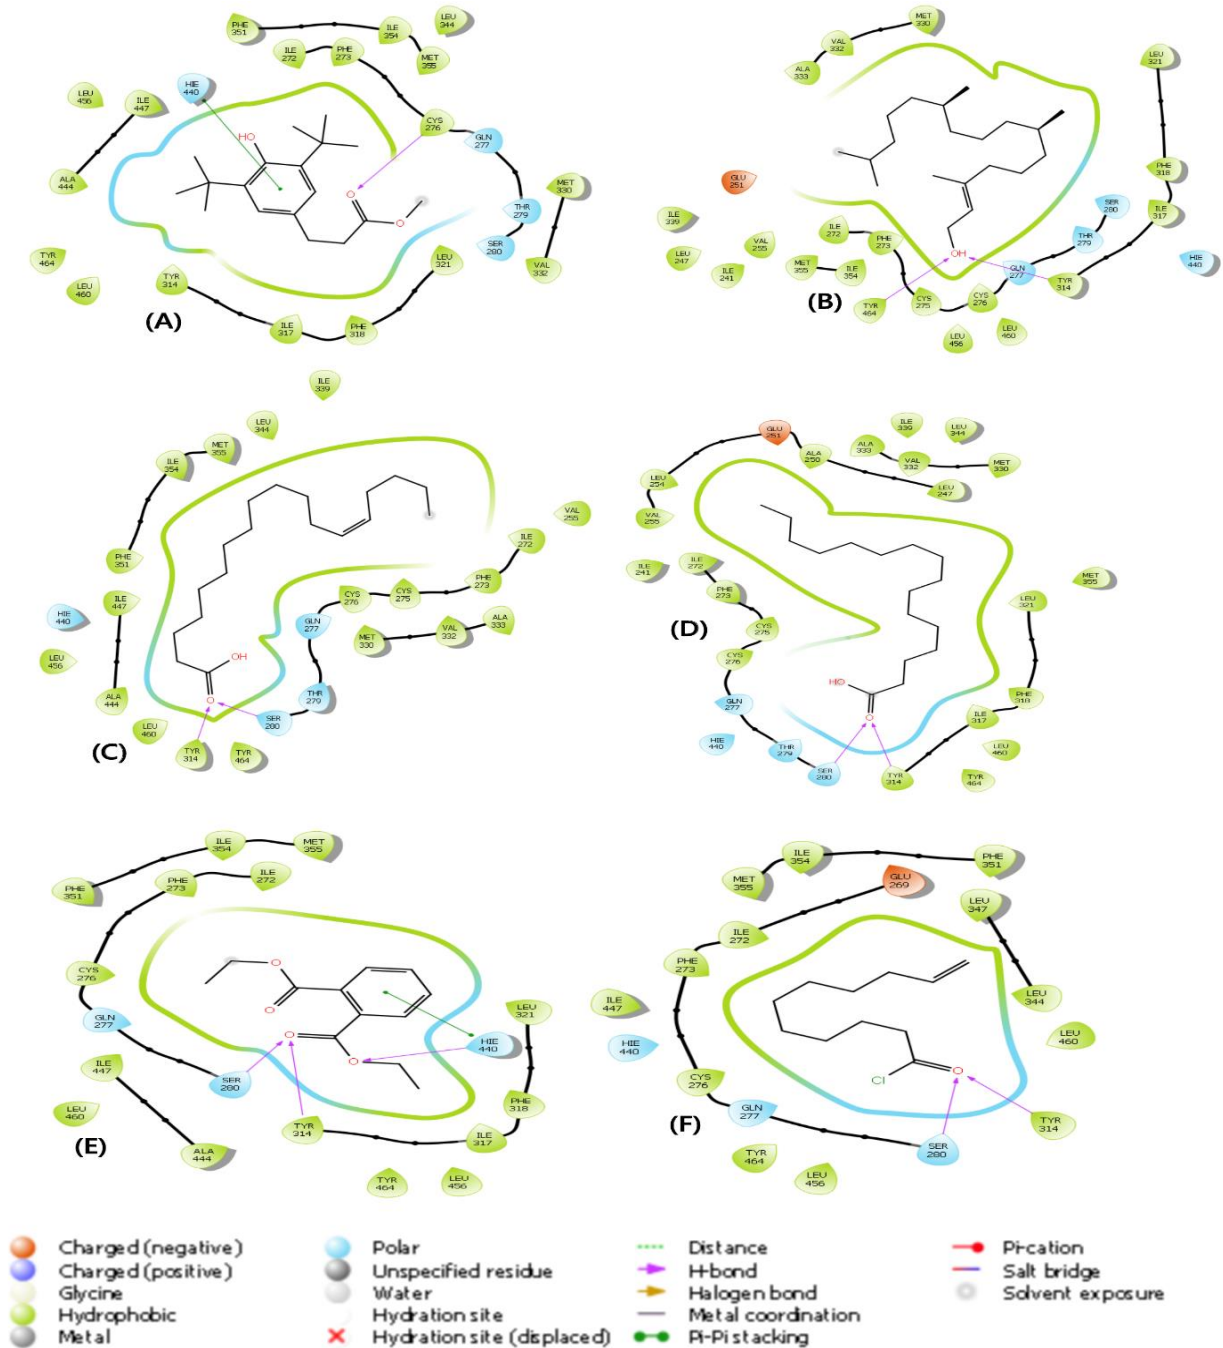 PHE 351
ILE 354
LEU 344
ILE 272
PHE 273
MET 355
HIE 440
LEU 456
ILE 447
CYS 276
GLN 277
HO
ALA 444
O
O
MET 330
THR 279
SER 280
VAL 332
TYR 464
LEU 460
TYR 314
LEU 321
ILE 317
PHE 318
(A)
MET 330
VAL 332
ALA 333
LEU 321
GLU 251
PHE 318
SER 280
ILE 339
ILE 317
ILE 272
PHE 273
THR 279
VAL 255
LEU 247
ILE 241
MET 355
ILE 354
OH
GLN 277
TYR 314
HIE 440
TYR 464
CYS 275
CYS 276
LEU 456
LEU 460
(B)
ILE 339
LEU 344
MET 355
ILE 354
VAL 255
ILE 272
PHE 351
PHE 273
CYS 275
CYS 276
ILE 447
HIE 440
GLN 277
MET 330
VAL 332
ALA 333
LEU 456
OH
O
THR 279
ALA 444
LEU 460
SER 280
TYR 314
TYR 464
(C)
GLU 251
ALA 250
ALA 333
ILE 339
LEU 344
VAL 332
MET 330
LEU 254
LEU 247
VAL 255
ILE 241
ILE 272
PHE 273
MET 355
LEU 321
CYS 275
CYS 276
HO
O
GLN 277
PHE 318
ILE 317
HIE 440
THR 279
SER 280
TYR 314
LEU 460
TYR 464
(D)
ILE 354
MET 355
PHE 351
PHE 273
ILE 272
CYS 276
GLN 277
O
O
O
O
LEU 321
HIE 440
ILE 447
SER 280
LEU 460
PHE 318
TYR 314
ILE 317
ALA 444
TYR 464
LEU 456
(E)
ILE 354
PHE 351
MET 355
GLU 269
LEU 347
ILE 272
PHE 273
ILE 447
LEU 344
HIE 440
LEU 460
CYS 276
Cl
O
GLN 277
TYR 314
SER 280
TYR 464
LEU 456
(F)
Charged (negative)
Charged (positive)
Glycine
Hydrophobic
Metal
Polar
Unspecified residue
Water
Hydration site
Hydration site (displaced)
Distance
H-bond
Halogen bond
Metal coordination
Pi-Pi stacking
Pi-cation
Salt bridge
Solvent exposure